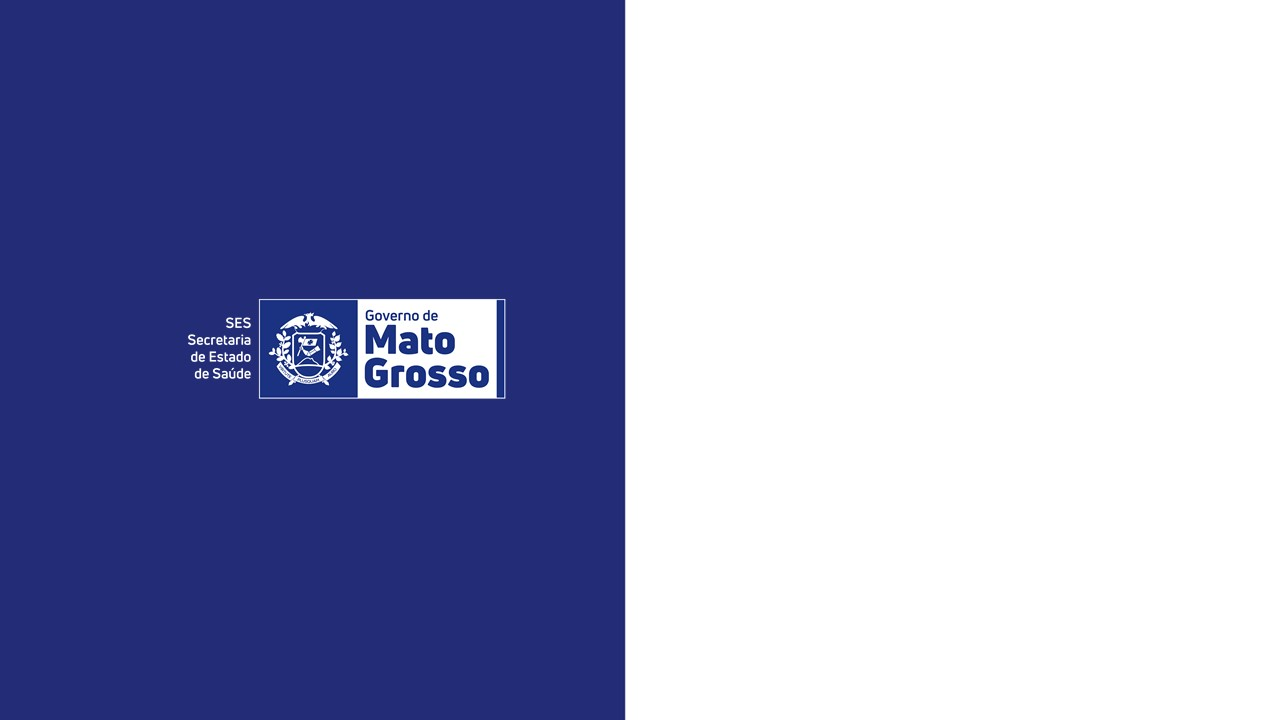 SES
Secretaria
de Estado
de Saúde
Governo de
Mato
Grosso